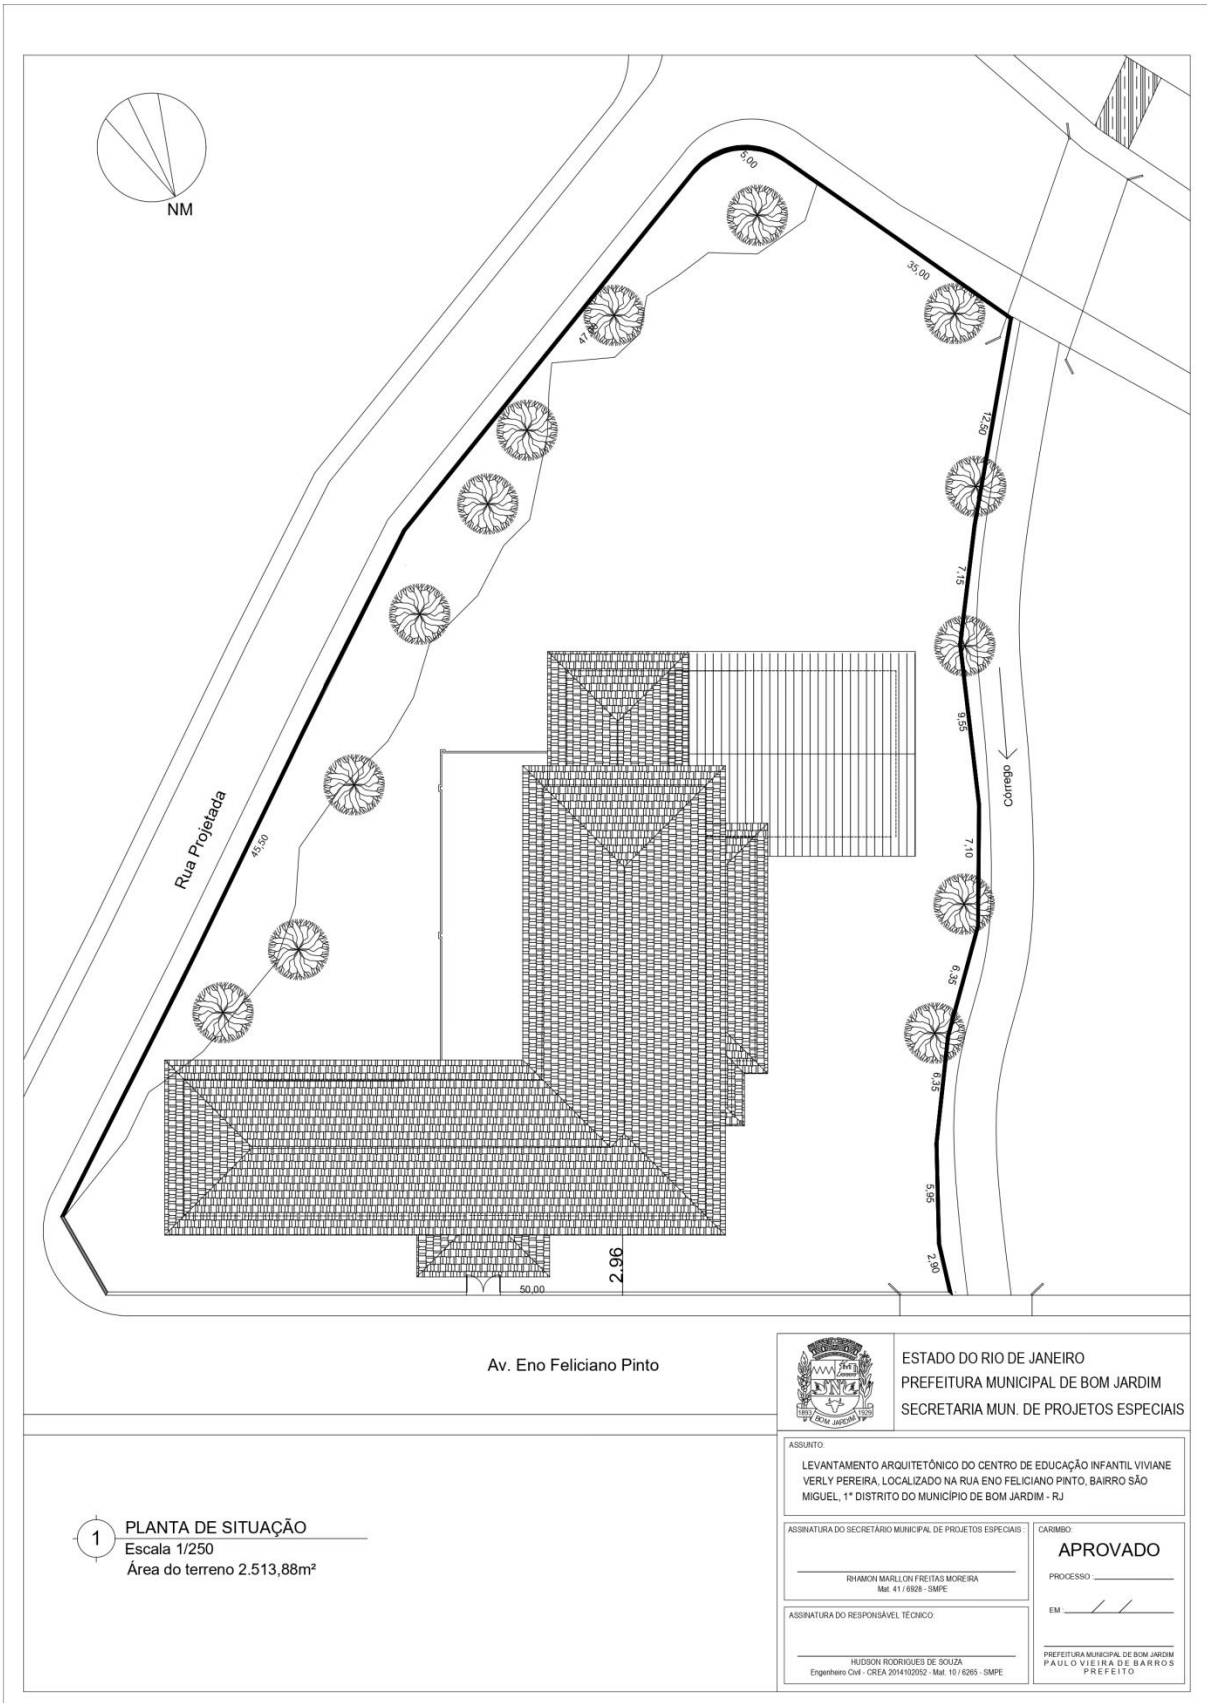 NM
5,00
35,00
12,50
7,15
9,55
Córrego
7,10
6,35
6,35
5,95
2,90
Rua Projetada
45,50
2.96
50,00
Av. Eno Feliciano Pinto
1
PLANTA DE SITUAÇÃO
Escala 1/250
Área do terreno 2.513,88m²
1893
BOM JARDIM
1929
ESTADO DO RIO DE JANEIRO
PREFEITURA MUNICIPAL DE BOM JARDIM
SECRETARIA MUN. DE PROJETOS ESPECIAIS
ASSUNTO:
LEVANTAMENTO ARQUITETÔNICO DO CENTRO DE EDUCAÇÃO INFANTIL VIVIANE
VERLY PEREIRA, LOCALIZADO NA RUA ENO FELICIANO PINTO, BAIRRO SÃO
MIGUEL, 1° DISTRITO DO MUNICÍPIO DE BOM JARDIM - RJ
ASSINATURA DO SECRETÁRIO MUNICIPAL DE PROJETOS ESPECIAIS :
RHAMON MARLLON FREITAS MOREIRA
Mat. 41 / 6928 - SMPE
ASSINATURA DO RESPONSÁVEL TÉCNICO:
HUDSON RODRIGUES DE SOUZA
Engenheiro Civil - CREA 2014102052 - Mat. 10 / 6265 - SMPE
CARIMBO:
APROVADO
PROCESSO :
EM : / /
PREFEITURA MUNICIPAL DE BOM JARDIM
PAULO VIEIRA DE BARROS
PREFEITO